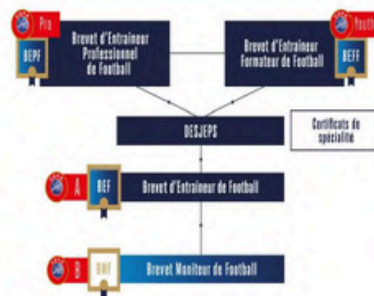 Pro
BEPF
Brevet d'Entraîneur
Professionnel
de Football
Brevet d'Entraîneur
Formateur de Football
Youth
BEFF
DESJEPS
Certificats de
spécialité
A
BEF
Brevet d'Entraîneur de Football
B
BMF
Brevet Moniteur de Football